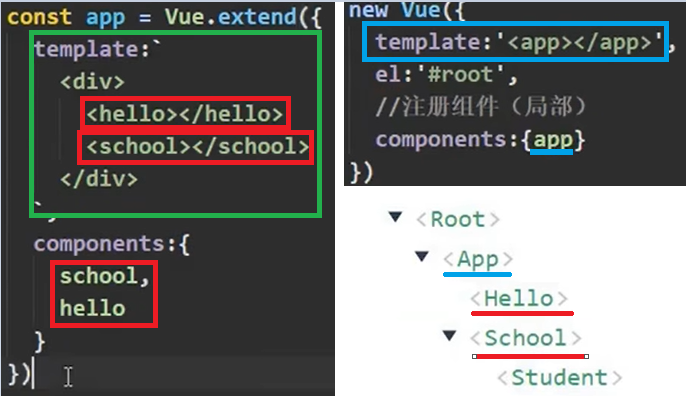 const app = Vue.extend({
template:`
<div>
<hello></hello>
<school></school>
</div>
`,
components:{
school,
hello
}
})
new Vue({
template:'<app></app>',
el:'#root',
//注册组件（局部）
components:{app}
})
<Root>
<App>
<Hello>
<School>
<Student>